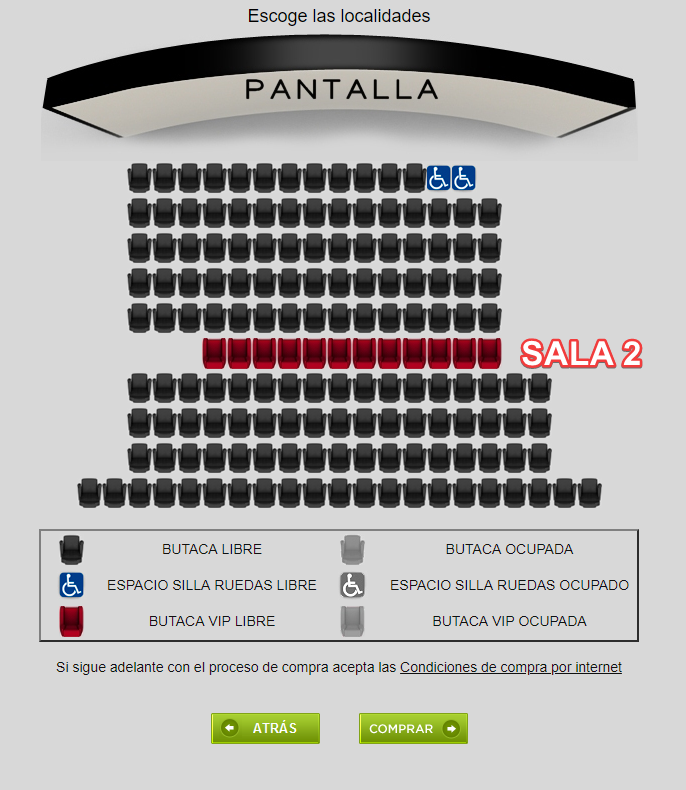 Escoge las localidades
PANTALLA
SALA 2
BUTACA LIBRE BUTACA OCUPADA
ESPACIO SILLA RUEDAS LIBRE ESPACIO SILLA RUEDAS OCUPADO
BUTACA VIP LIBRE BUTACA VIP OCUPADA
Si sigue adelante con el proceso de compra acepta las Condiciones de compra por internet
ATRÁS COMPRAR